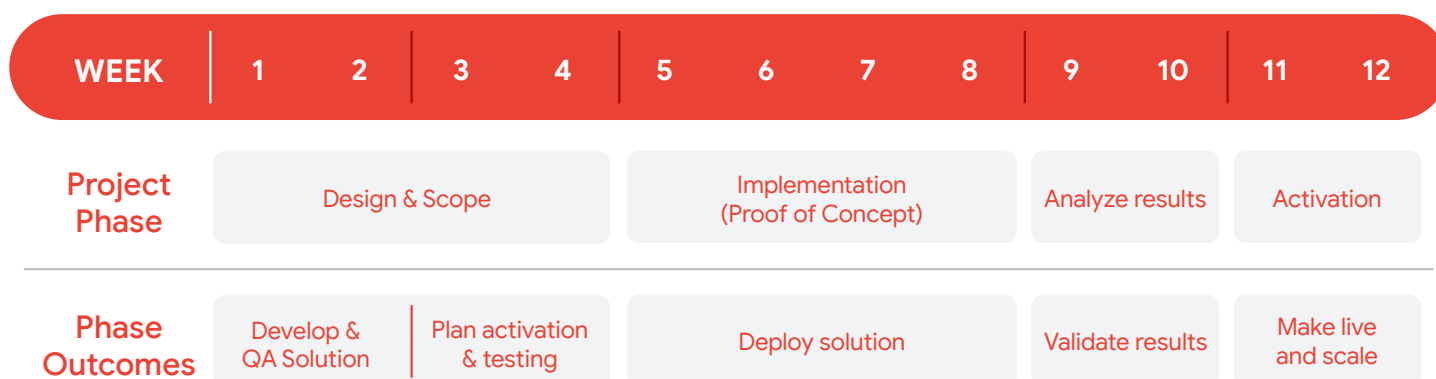 WEEK 1 2 3 4 5 6 7 8 9 10 11 12
Project
Phase
Design & Scope
Implementation
(Proof of Concept)
Analyze results
Activation
Phase
Outcomes
Develop &
QA Solution
Plan activation
& testing
Deploy solution
Validate results
Make live
and scale